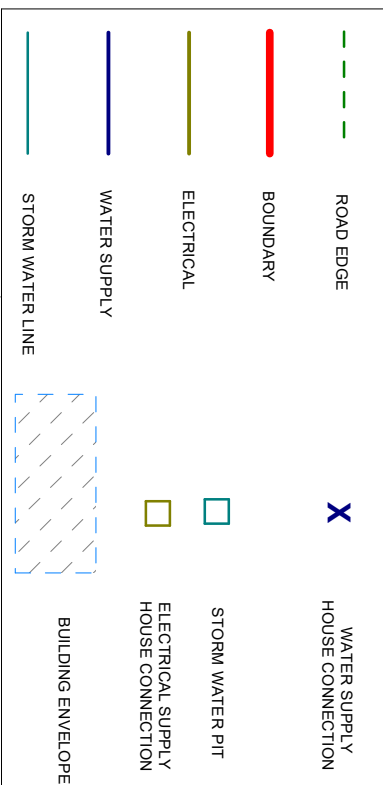 ROAD EDGE
BOUNDARY
ELECTRICAL
WATER SUPPLY
STORM WATER LINE
X
WATER SUPPLY
HOUSE CONNECTION
STORM WATER PIT
ELECTRICAL SUPPLY
HOUSE CONNECTION
BUILDING ENVELOPE